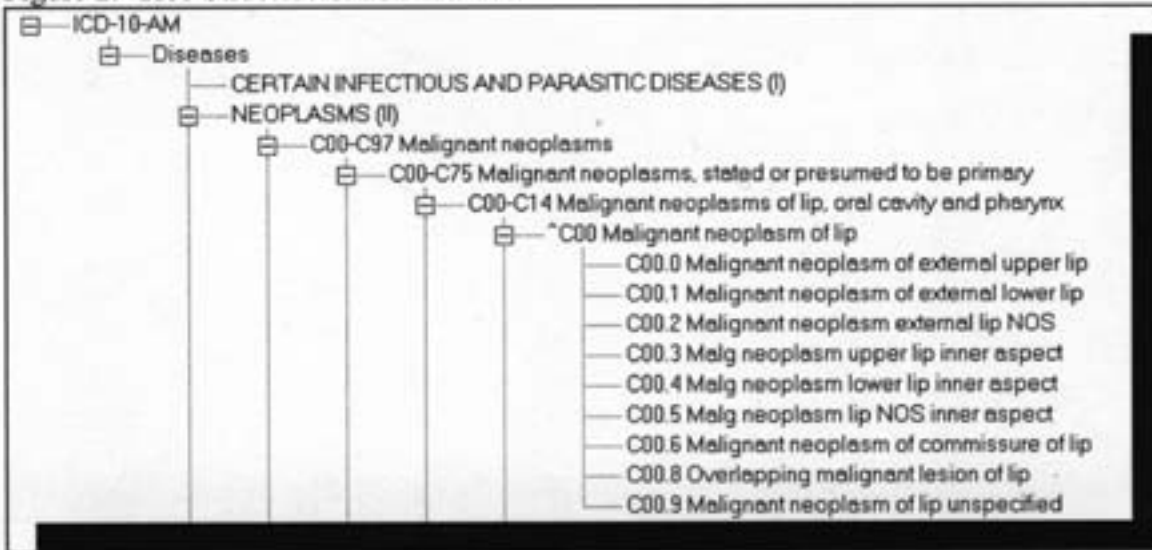 ICD-10-AM
Diseases
CERTAIN INFECTIOUS AND PARASITIC DISEASES (I)
NEOPLASMS (II)
C00-C97 Malignant neoplasms
C00-C75 Malignant neoplasms, stated or presumed to be primary
C00-C14 Malignant neoplasms of lip, oral cavity and pharynx
^C00 Malignant neoplasm of lip
C00.0 Malignant neoplasm of external upper lip
C00.1 Malignant neoplasm of external lower lip
C00.2 Malignant neoplasm external lip NOS
C00.3 Malg neoplasm upper lip inner aspect
C00.4 Malg neoplasm lower lip inner aspect
C00.5 Malg neoplasm lip NOS inner aspect
C00.6 Malignant neoplasm of commissure of lip
C00.8 Overlapping malignant lesion of lip
C00.9 Malignant neoplasm of lip unspecified